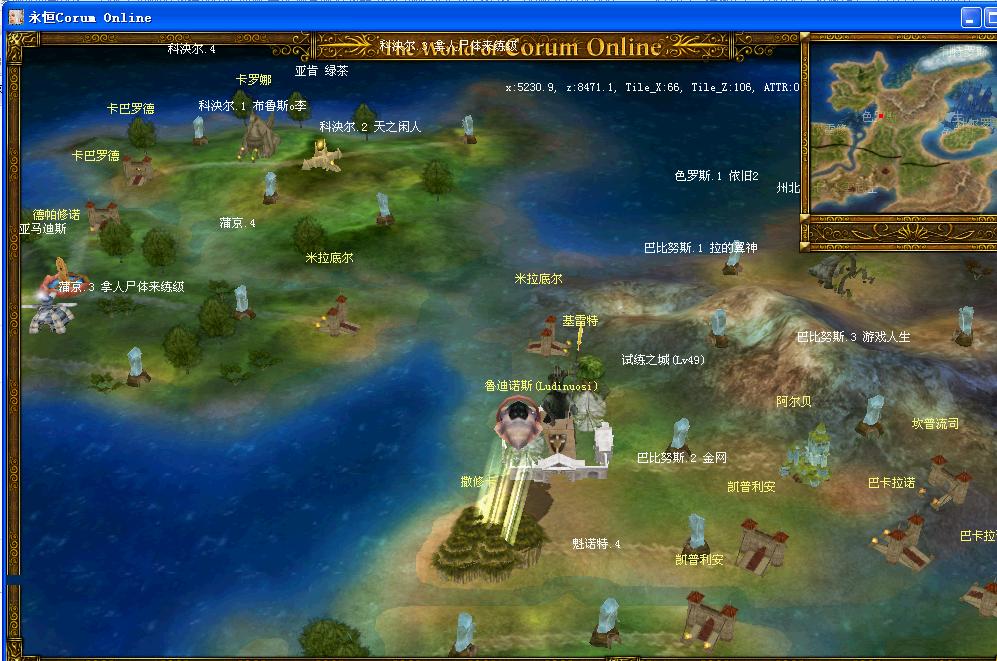 永恒Corum Online
The World of Corum Online
科泱尔.4
科泱尔.3 拿人尸体来练级
亚肯 绿茶
卡罗娜
x:5230.9, z:8471.1, Tile_X:66, Tile_Z:106, ATTR:0
卡巴罗德
科泱尔.1 布鲁斯o李
科泱尔.2 天之闲人
卡巴罗德
色罗斯.1 依旧2
州北
德帕修诺
亚马迪斯
蒲京.4
巴比努斯.1 拉的翼神
米拉底尔
米拉底尔
蒲京.3 拿人尸体来练级
基雷特
巴比努斯.3 游戏人生
试炼之城(Lv49)
鲁迪诺斯(Ludinuosi)
阿尔贝
坎普流司
巴比努斯.2 金网
撒修卡
凯普利安
巴卡拉诺
魁诺特.4
巴卡拉
凯普利安